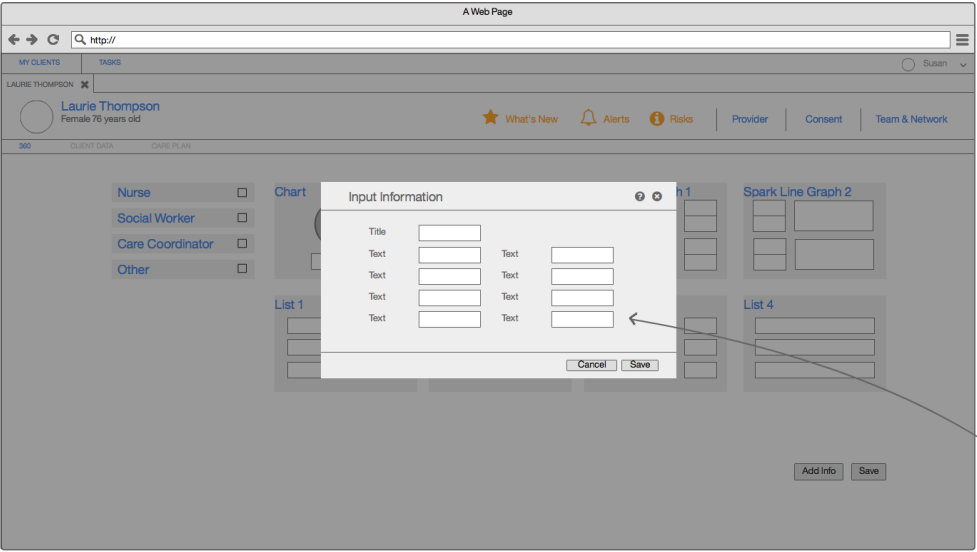 A Web Page
http://
MY CLIENTS TASKS Susan
LAURIE THOMPSON
Laurie Thompson
Female 76 years old
What's New Alerts Risks Provider Consent Team & Network
360 CLIENT DATA CARE PLAN
Nurse
Social Worker
Care Coordinator
Other
Chart
h 1
Spark Line Graph 2
Input Information
Title
Text Text
Text Text
Text Text
Text Text
Cancel Save
List 1
List 4
Add Info Save